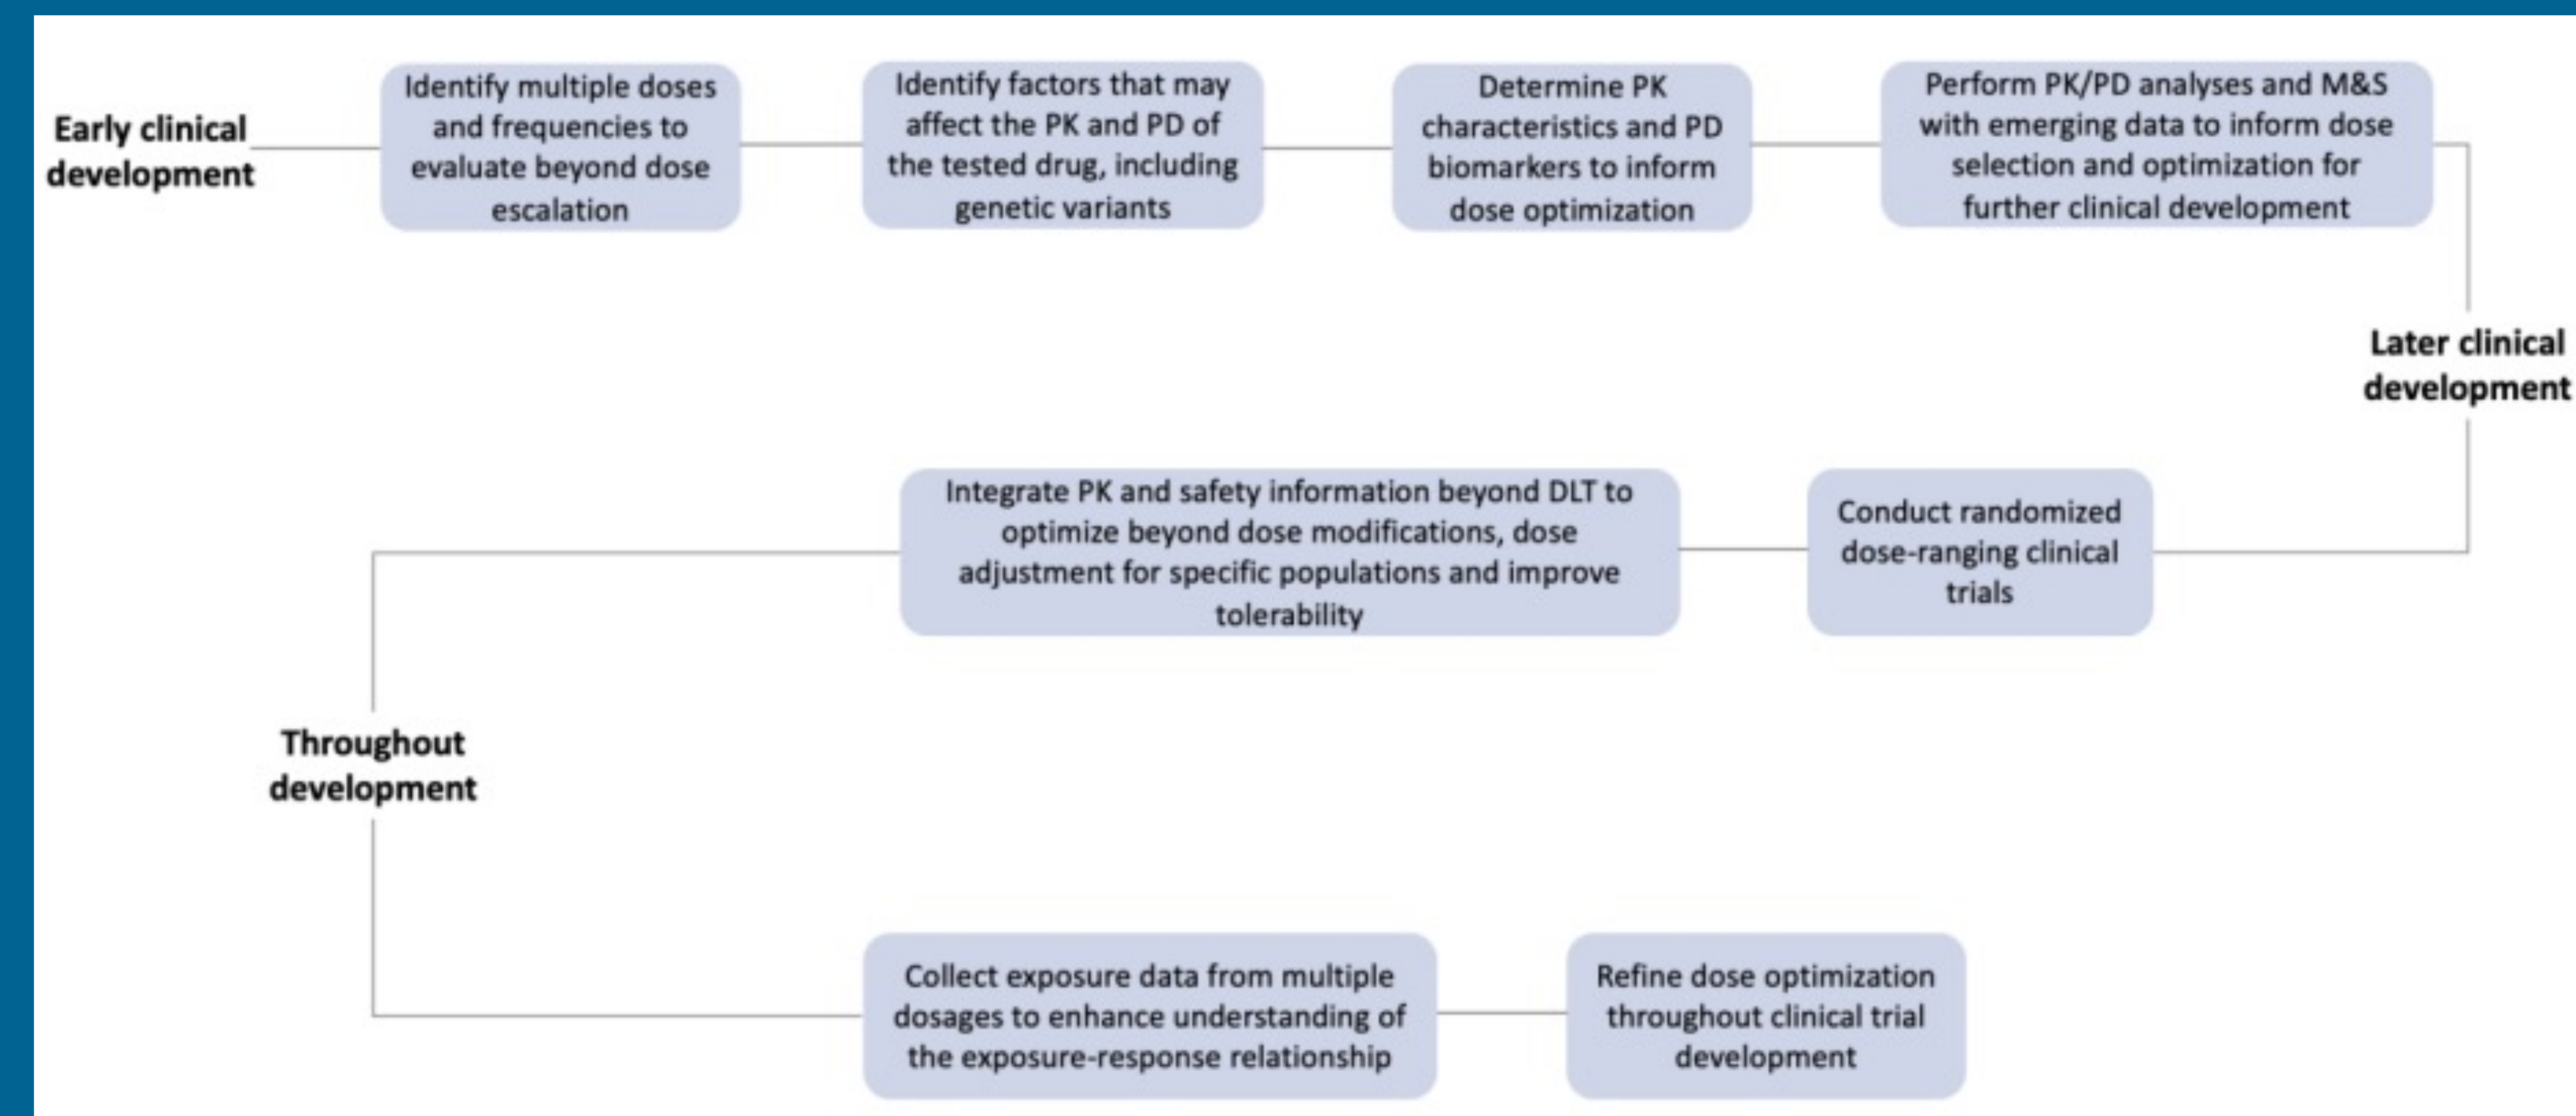 Early clinical
development
Identify multiple doses
and frequencies to
evaluate beyond dose
escalation
Identify factors that may
affect the PK and PD of
the tested drug, including
genetic variants
Determine PK
characteristics and PD
biomarkers to inform
dose optimization
Perform PK/PD analyses and M&S
with emerging data to inform dose
selection and optimization for
further clinical development
Later clinical
development
Conduct randomized
dose-ranging clinical
trials
Integrate PK and safety information beyond DLT to
optimize beyond dose modifications, dose
adjustment for specific populations and improve
tolerability
Throughout
development
Collect exposure data from multiple
dosages to enhance understanding of
the exposure-response relationship
Refine dose optimization
throughout clinical trial
development